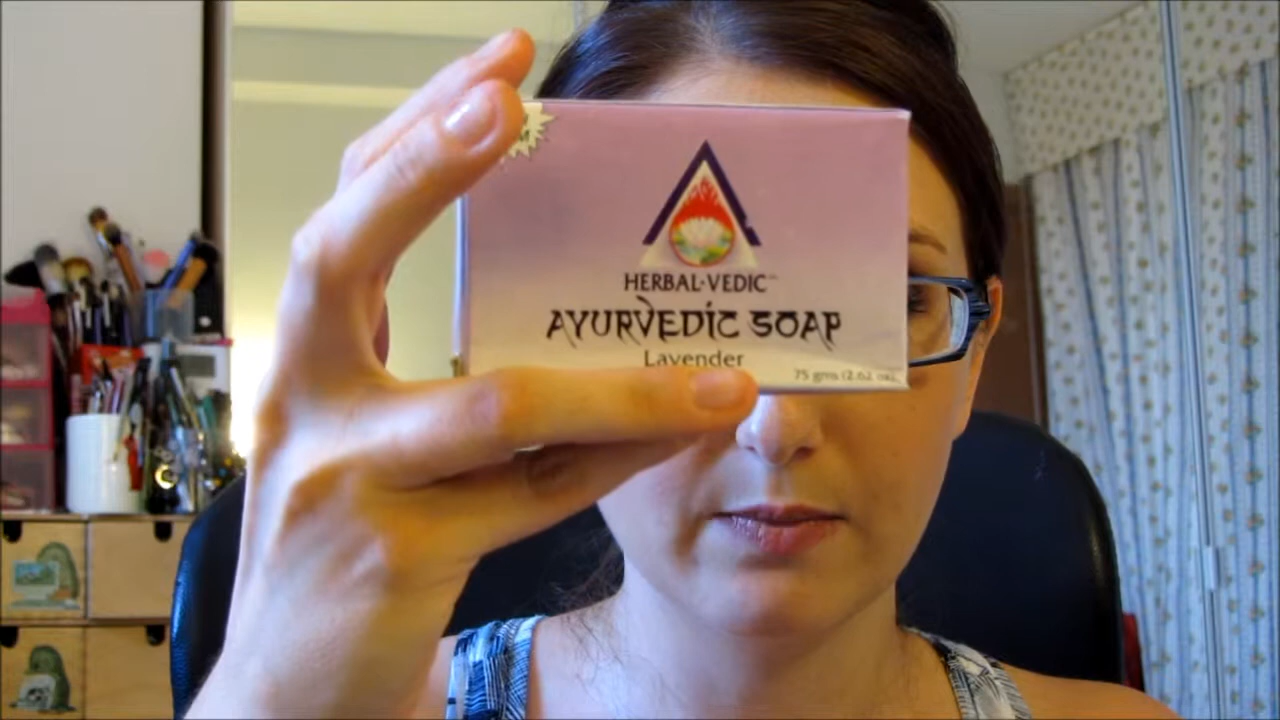 HERBAL·VEDIC™
AYURVEDIC SOAP
Lavender
75 gms (2.62 oz)